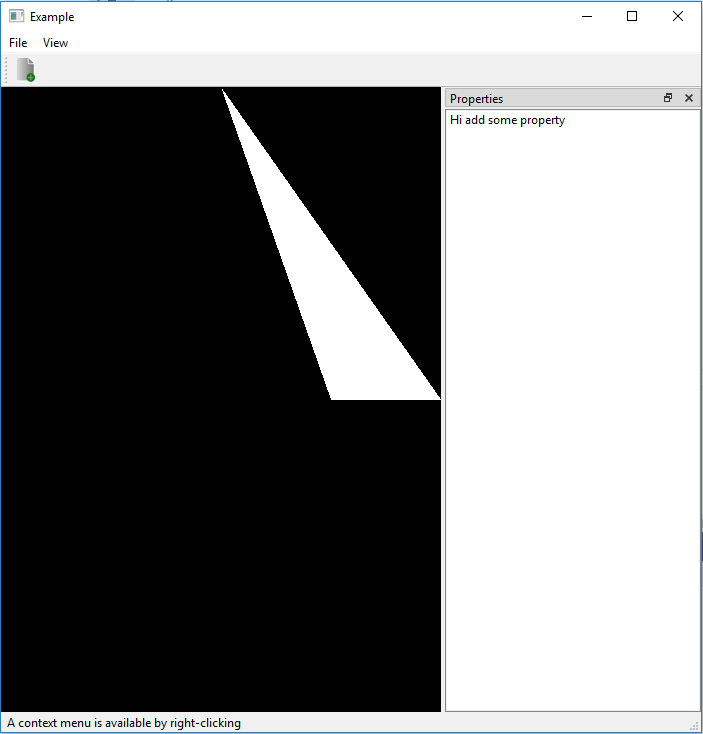 Example
File View
Properties
Hi add some property
A context menu is available by right-clicking